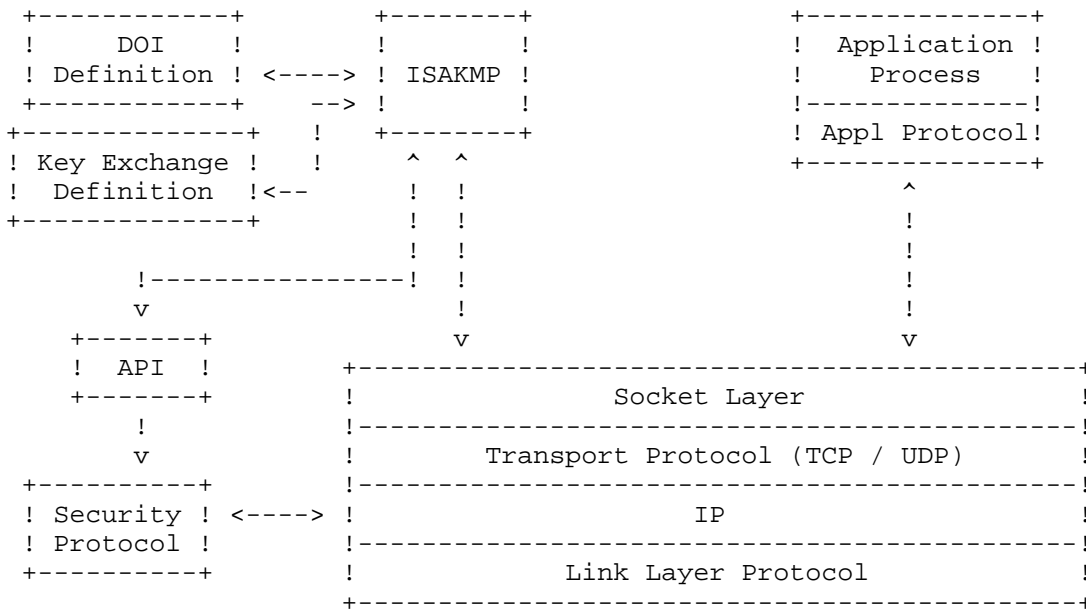 DOI
Definition
ISAKMP
Application
Process
Appl Protocol
Key Exchange
Definition
API
Socket Layer
Transport Protocol (TCP / UDP)
Security
Protocol
IP
Link Layer Protocol